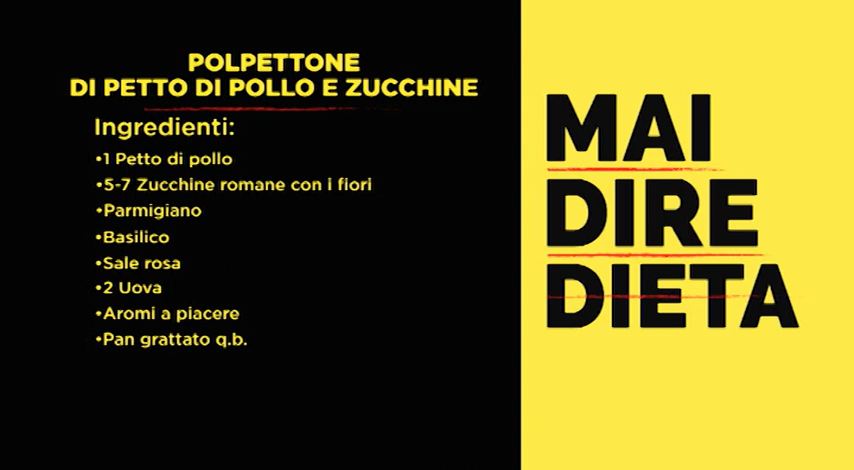 POLPETTONE
DI PETTO DI POLLO E ZUCCHINE
Ingredienti:
•1 Petto di pollo
•5-7 Zucchine romane con i fiori
•Parmigiano
•Basilico
•Sale rosa
•2 Uova
•Aromi a piacere
•Pan grattato q.b.
MAI
DIRE
DIETA